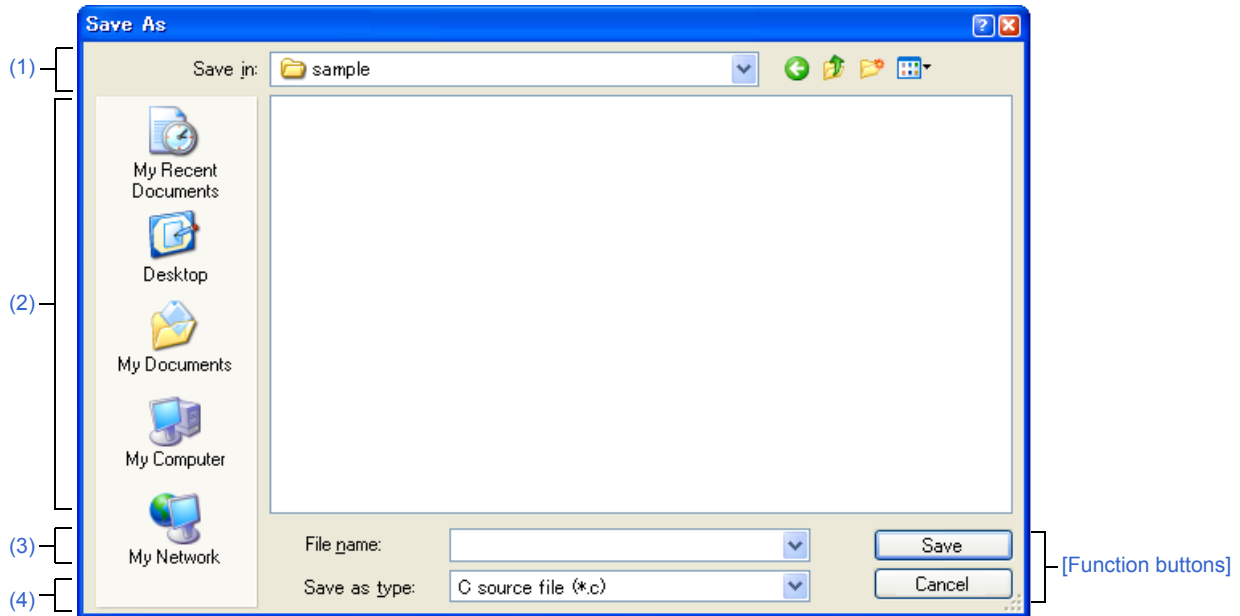 Save As
(1)
Save in:
sample
(2)
My Recent
Documents
Desktop
My Documents
My Computer
My Network
(3)
File name:
Save
[Function buttons]
(4)
Save as type:
C source file (*.c)
Cancel